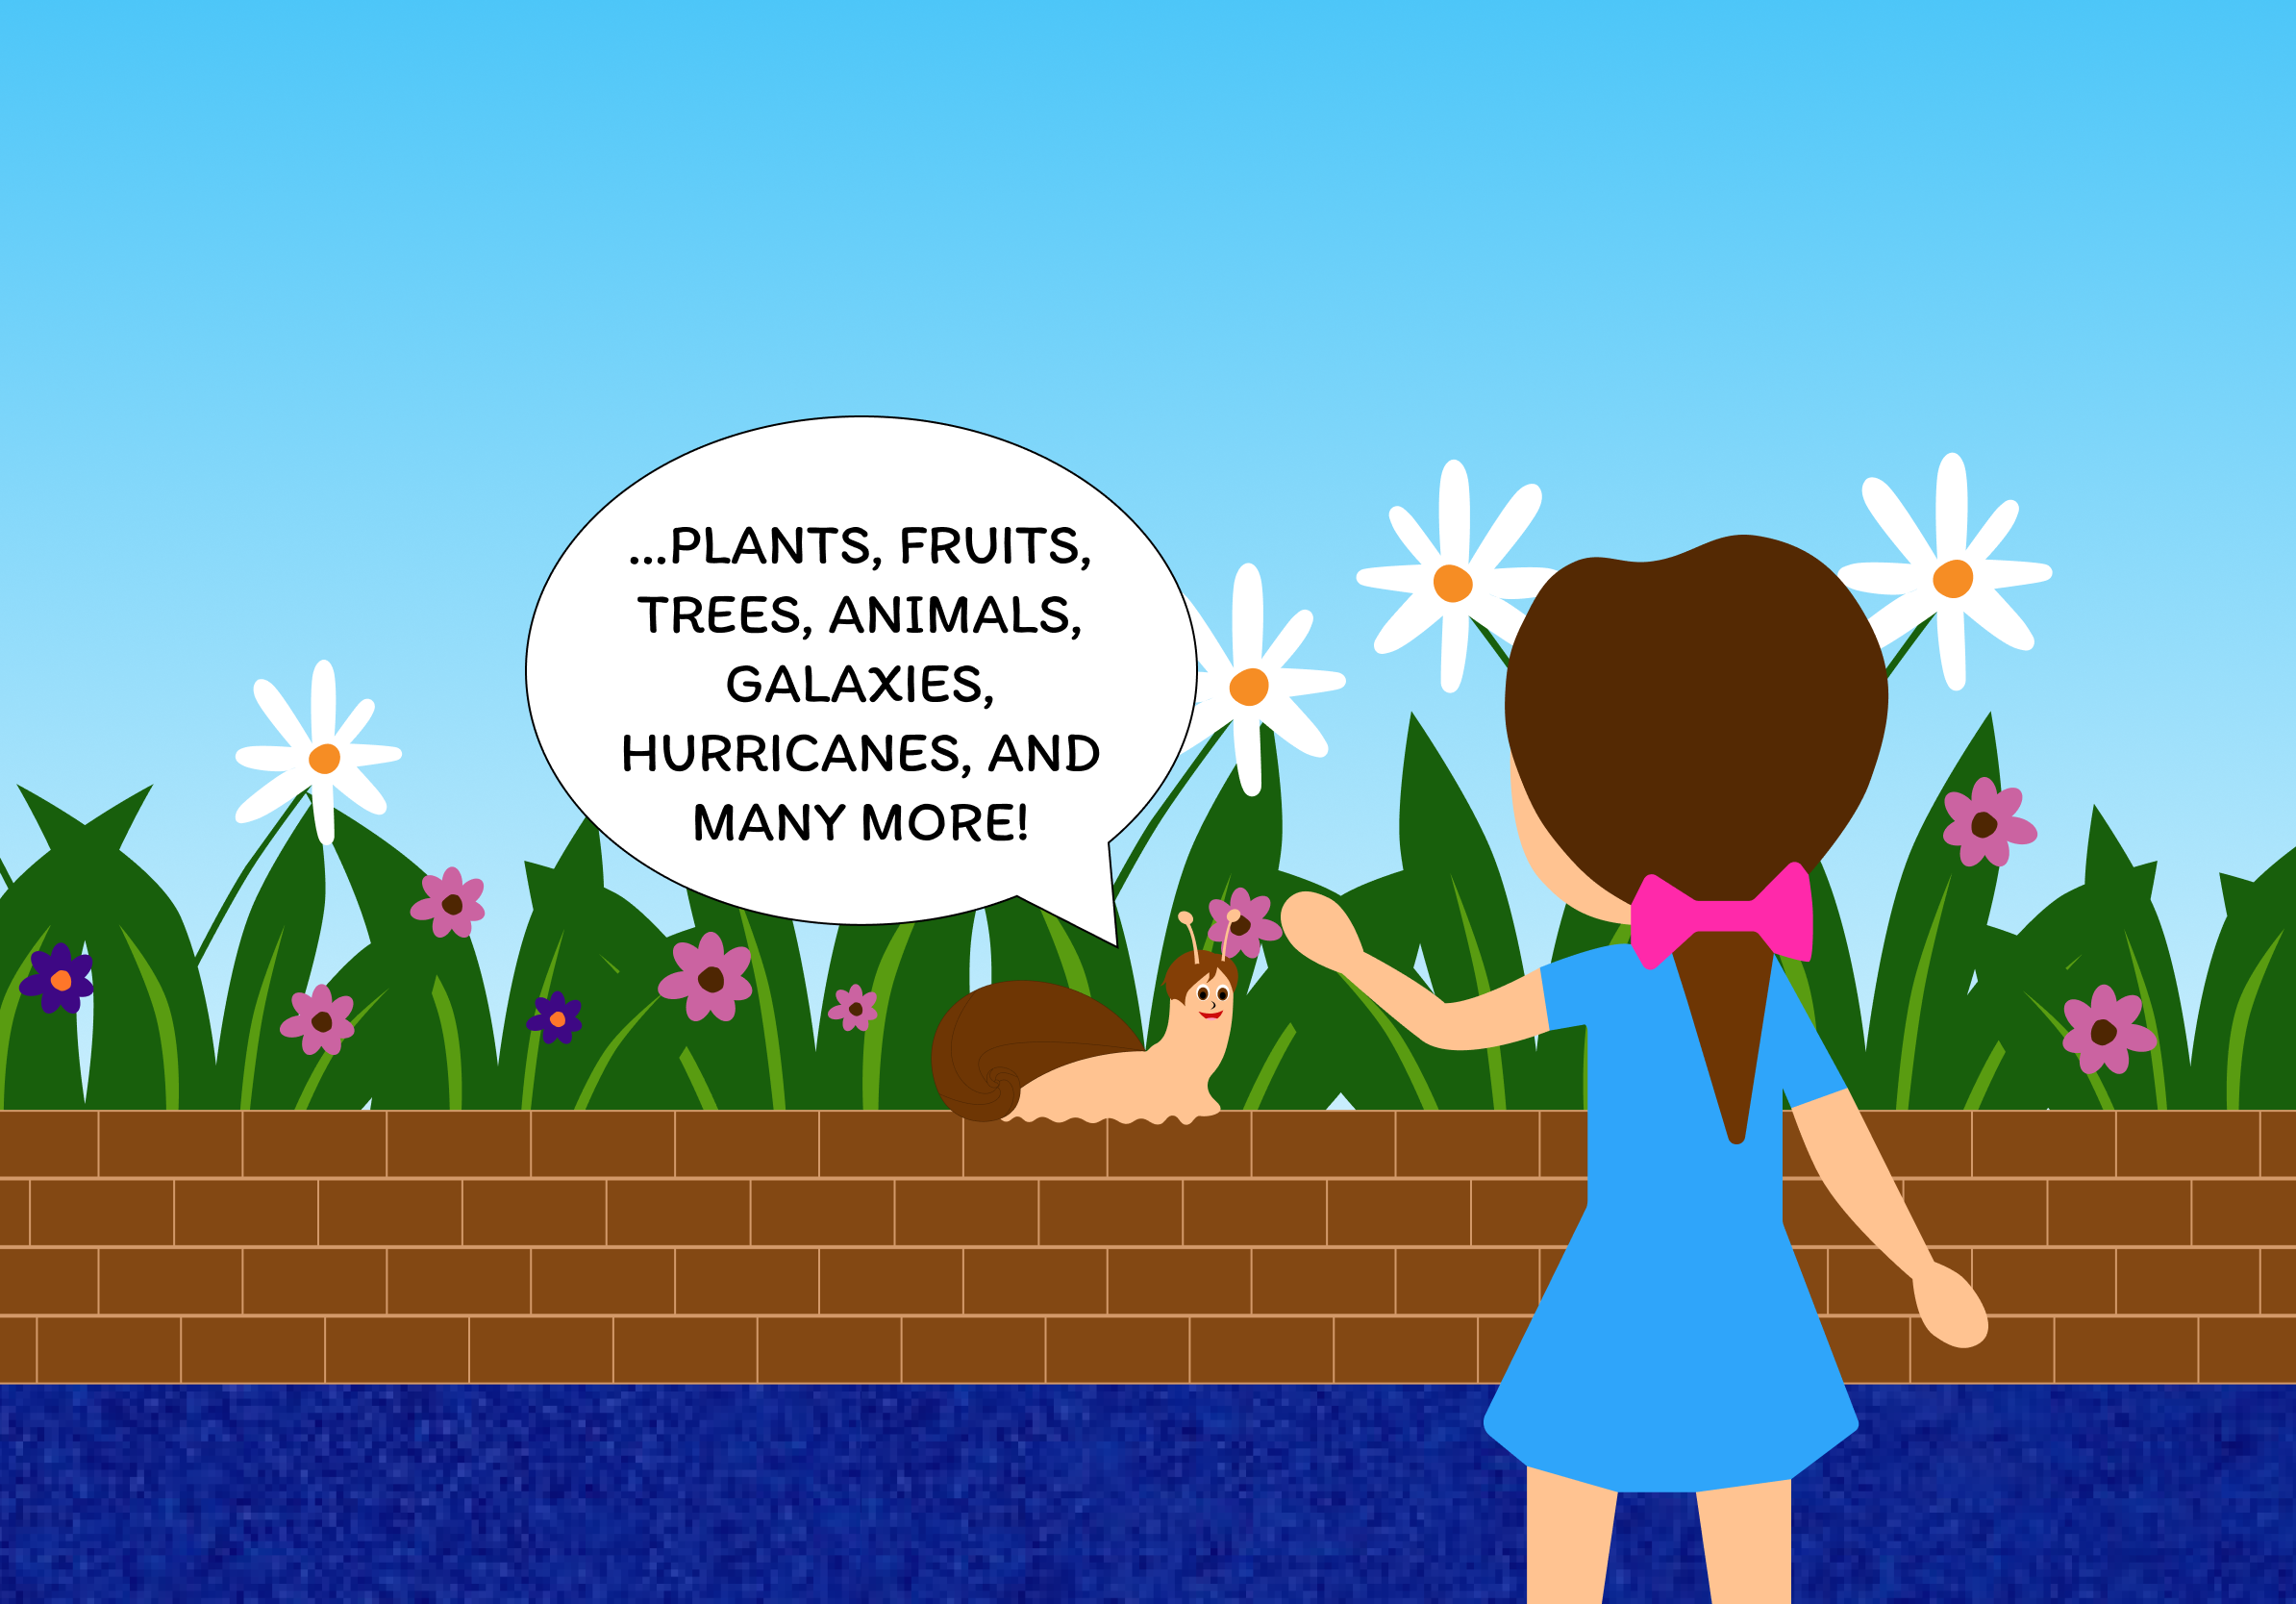 ...PLANTS, FRUITS,
TREES, ANIMALS,
GALAXIES,
HURRICANES, AND
MANY MORE!